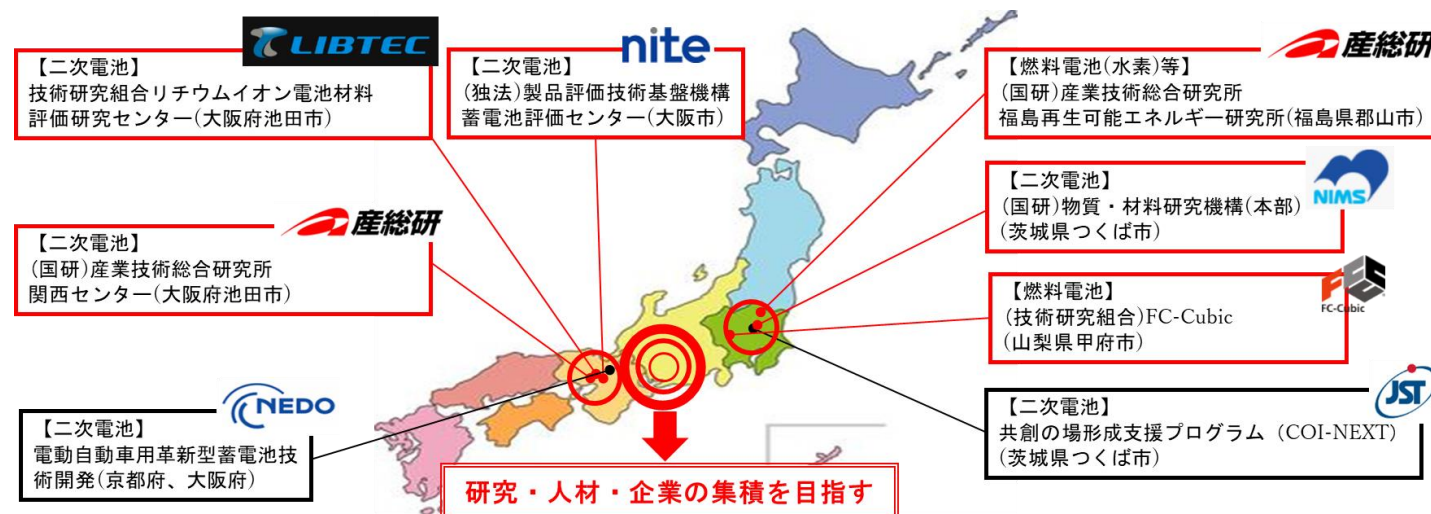 LIBTEC
【二次電池】
技術研究組合リチウムイオン電池材料
評価研究センター(大阪府池田市)
nite
【二次電池】
(独法)製品評価技術基盤機構
蓄電池評価センター(大阪市)
産総研
【燃料電池(水素)等】
(国研)産業技術総合研究所
福島再生可能エネルギー研究所(福島県郡山市)
NIMS
【二次電池】
(国研)物質・材料研究機構(本部)
(茨城県つくば市)
産総研
【二次電池】
(国研)産業技術総合研究所
関西センター(大阪府池田市)
FC-Cubic
【燃料電池】
(技術研究組合)FC-Cubic
(山梨県甲府市)
NEDO
【二次電池】
電動自動車用革新型蓄電池技
術開発(京都府、大阪府)
JST
【二次電池】
共創の場形成支援プログラム（COI-NEXT）
(茨城県つくば市)
研究・人材・企業の集積を目指す